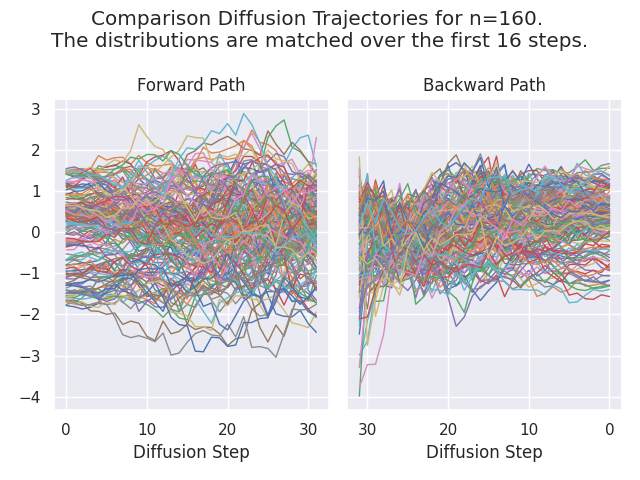 Comparison Diffusion Trajectories for n=160.
The distributions are matched over the first 16 steps.
Forward Path
Backward Path
3
2
1
0
−1
−2
−3
−4
0 10 20 30
30 20 10 0
Diffusion Step
Diffusion Step